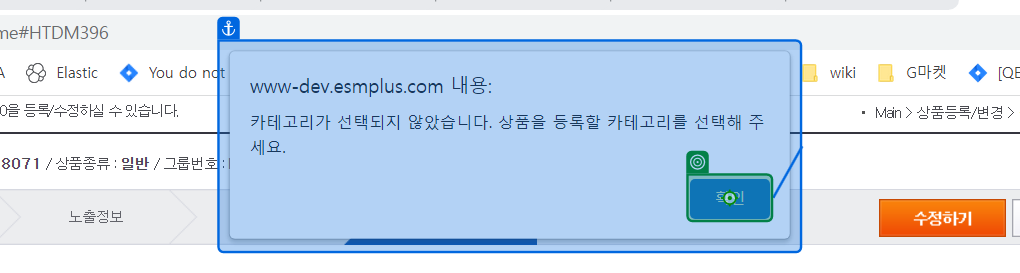 me#HTDM396
Elastic
You do not
wiki
G마켓
[QE
www-dev.esmplus.com 내용:
카테고리가 선택되지 않았습니다. 상품을 등록할 카테고리를 선택해 주
세요.
0을 등록/수정하실 수 있습니다.
Main > 상품등록/변경 >
8071 / 상품종류 : 일반 / 그룹번호 :
확인
노출정보
수정하기